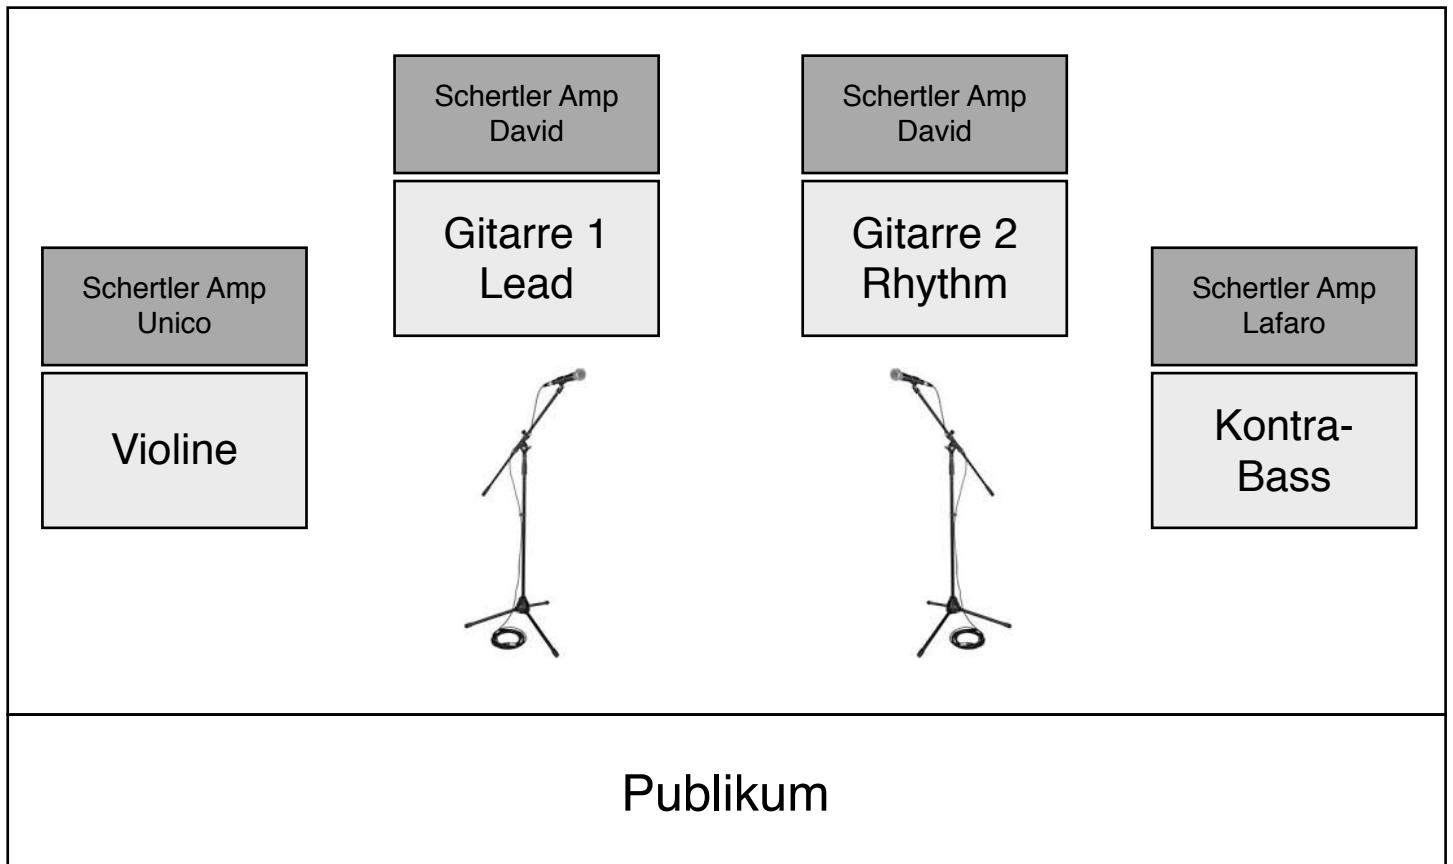 Schertler Amp
David
Gitarre 1
Lead
Schertler Amp
David
Gitarre 2
Rhythm
Schertler Amp
Unico
Violine
Schertler Amp
Lafaro
Kontra-
Bass
Publikum